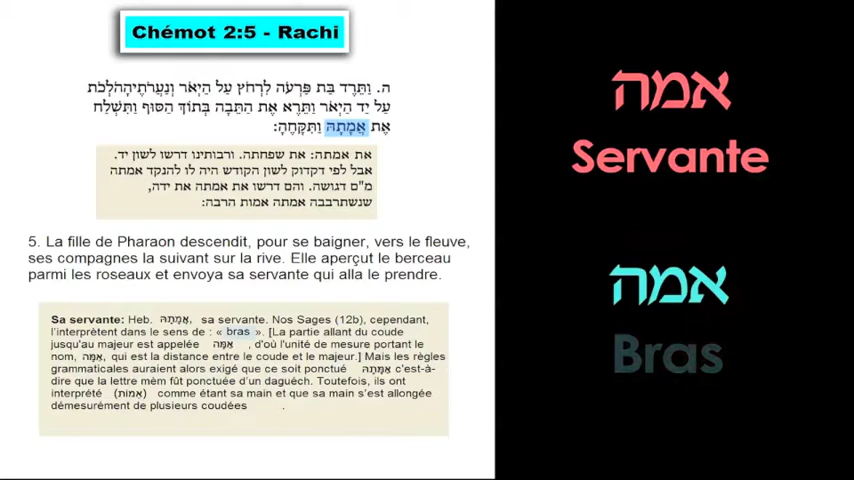 Chémot 2:5 - Rachi
ה. וַתֵּרֶד בַּת פַּרְעֹה לִרְחֹץ עַל הַיְאֹר וְנַעֲרֹתֶיהָהֹלְכֹת
עַל יַד הַיְאֹר וַתֵּרֶא אֶת הַתֵּבָה בְּתוֹךְ הַסּוּף וַתִּשְׁלַח
אֶת אֲמָתָהּ וַתִּקָּחֶהָ:
את אמתה: את שפחתה. ורבותינו דרשו לשון יד.
אבל לפי דקדוק לשון הקודש היה לו להנקד אמתה
מ"ם דגושה. והם דרשו את אמתה את ידה,
שנשתרבבה אמתה אמות הרבה:
5. La fille de Pharaon descendit, pour se baigner, vers le fleuve,
ses compagnes la suivant sur la rive. Elle aperçut le berceau
parmi les roseaux et envoya sa servante qui alla le prendre.
Sa servante: Heb. אֲמָתָהּ, sa servante. Nos Sages (12b), cependant,
l'interprètent dans le sens de : « bras ». [La partie allant du coude
jusqu'au majeur est appelée אַמָּה , d'où l'unité de mesure portant le
nom, אַמָּה, qui est la distance entre le coude et le majeur.] Mais les règles
grammaticales auraient alors exigé que ce soit ponctué אַמָּתָהּ c'est-à-
dire que la lettre mèm fût ponctuée d'un daguèch. Toutefois, ils ont
interprété (אמות) comme étant sa main et que sa main s'est allongée
démesurément de plusieurs coudées .
אמה
Servante
אמה
Bras